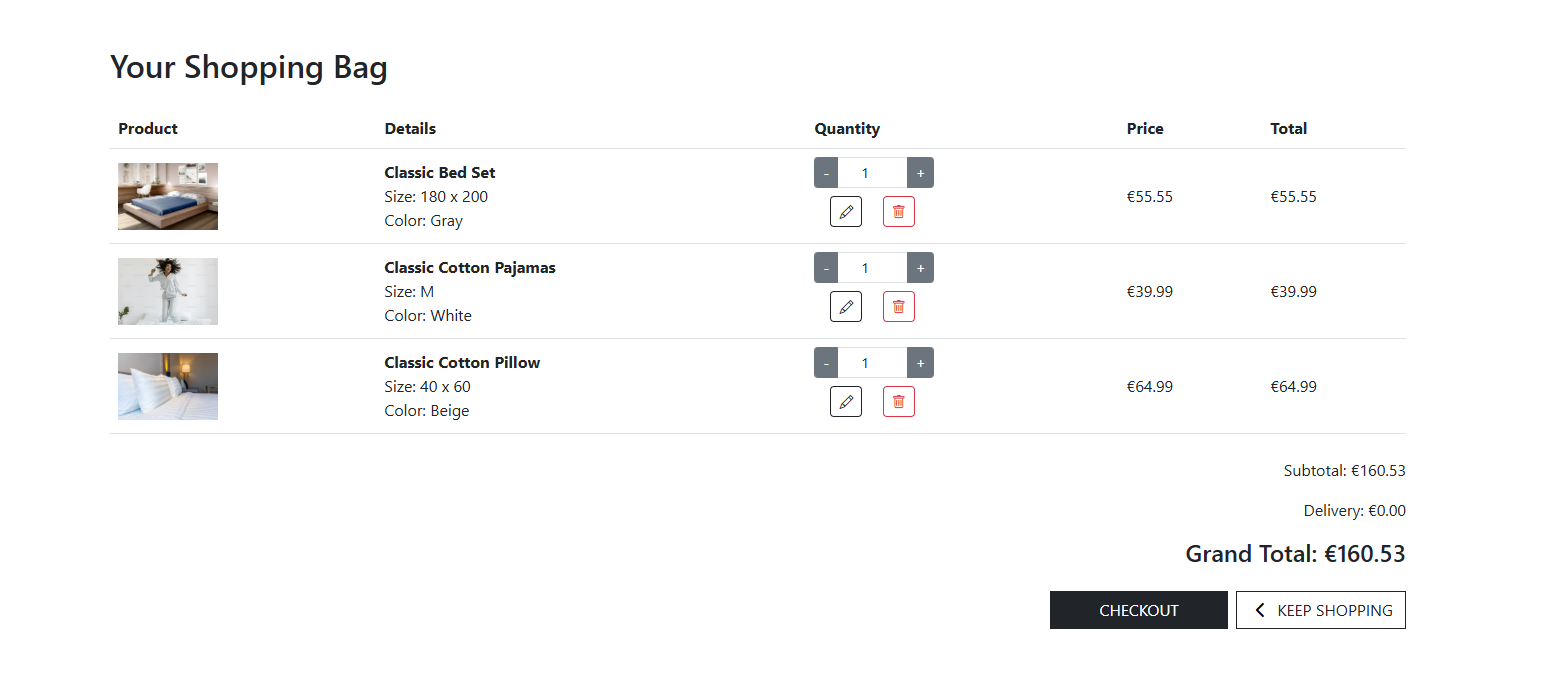 Your Shopping Bag
Product Details Quantity Price Total
Classic Bed Set
Size: 180 x 200
Color: Gray
- 1 +
€55.55 €55.55
Classic Cotton Pajamas
Size: M
Color: White
- 1 +
€39.99 €39.99
Classic Cotton Pillow
Size: 40 x 60
Color: Beige
- 1 +
€64.99 €64.99
Subtotal: €160.53
Delivery: €0.00
Grand Total: €160.53
CHECKOUT KEEP SHOPPING